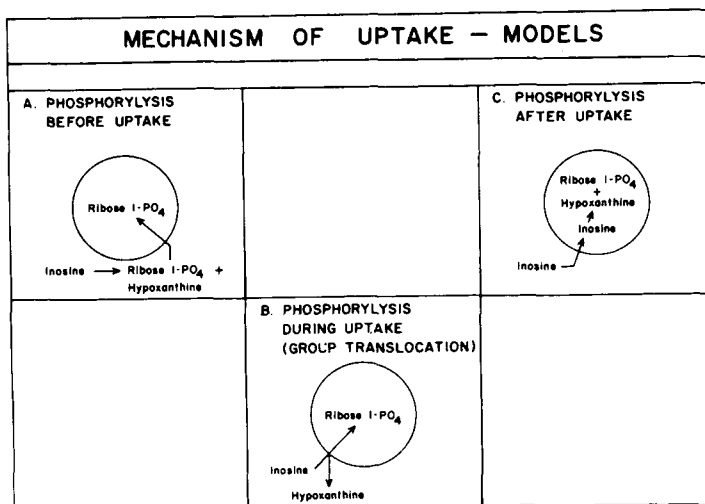 MECHANISM OF UPTAKE – MODELS
A. PHOSPHORYLYSIS
BEFORE UPTAKE
Ribose 1-PO4
Inosine → Ribose 1-PO4 +
Hypoxanthine
C. PHOSPHORYLYSIS
AFTER UPTAKE
Ribose 1-PO4
+
Hypoxanthine
Inosine
Inosine
B. PHOSPHORYLYSIS
DURING UPTAKE
(GROUP TRANSLOCATION)
Ribose 1-PO4
Inosine
Hypoxanthine